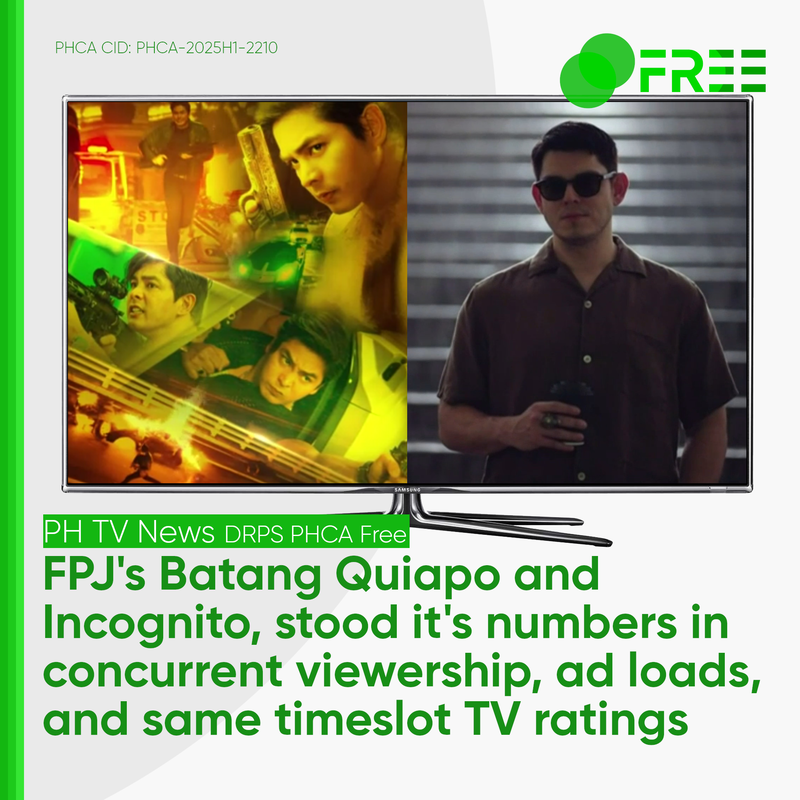 PHCA CID: PHCA-2025H1-2210
FREE
STO
SAMSUNG
PH TV News DRPS PHCA Free
FPJ's Batang Quiapo and
Incognito, stood it's numbers in
concurrent viewership, ad loads,
and same timeslot TV ratings